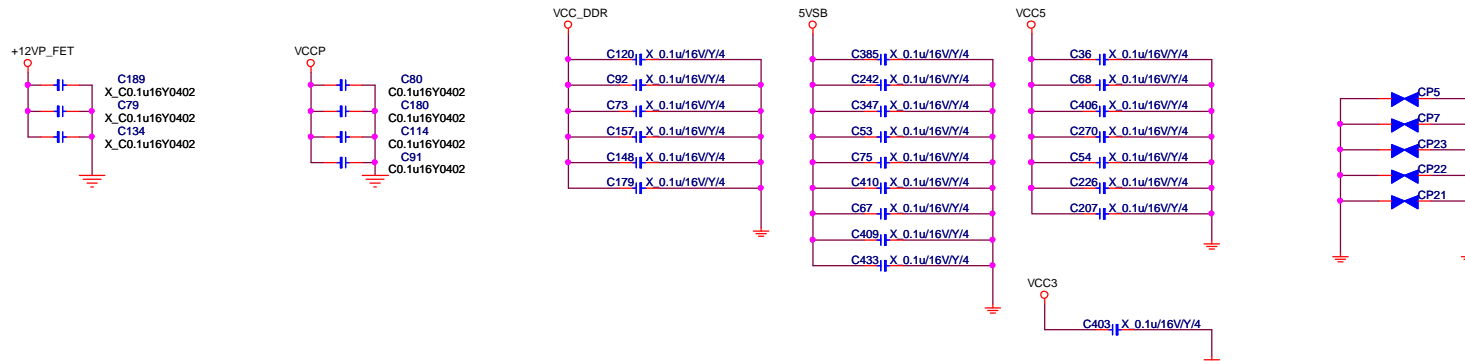 +12VP_FET
C189
X_C0.1u16Y0402
C79
X_C0.1u16Y0402
C134
X_C0.1u16Y0402
VCCP
C80
C0.1u16Y0402
C180
C0.1u16Y0402
C114
C0.1u16Y0402
C91
C0.1u16Y0402
VCC_DDR
C120 X_0.1u/16V/Y/4
C92 X_0.1u/16V/Y/4
C73 X_0.1u/16V/Y/4
C157 X_0.1u/16V/Y/4
C148 X_0.1u/16V/Y/4
C179 X_0.1u/16V/Y/4
5VSB
C385 X_0.1u/16V/Y/4
C242 X_0.1u/16V/Y/4
C347 X_0.1u/16V/Y/4
C53 X_0.1u/16V/Y/4
C75 X_0.1u/16V/Y/4
C410 X_0.1u/16V/Y/4
C67 X_0.1u/16V/Y/4
C409 X_0.1u/16V/Y/4
C433 X_0.1u/16V/Y/4
VCC5
C36 X_0.1u/16V/Y/4
C68 X_0.1u/16V/Y/4
C406 X_0.1u/16V/Y/4
C270 X_0.1u/16V/Y/4
C54 X_0.1u/16V/Y/4
C226 X_0.1u/16V/Y/4
C207 X_0.1u/16V/Y/4
VCC3
C403 X_0.1u/16V/Y/4
CP5
CP7
CP23
CP22
CP21